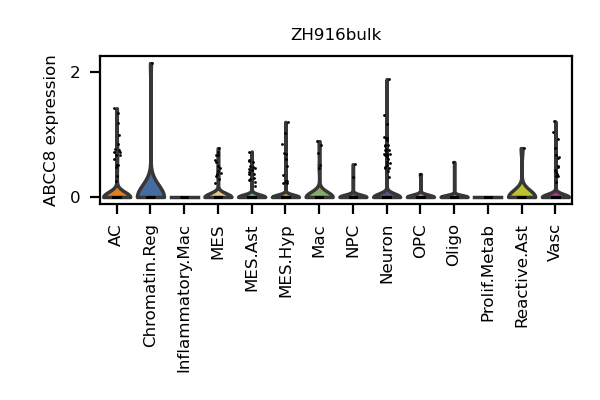 ZH916bulk
ABCC8 expression
2
0
AC
Chromatin.Reg
Inflammatory.Mac
MES
MES.Ast
MES.Hyp
Mac
NPC
Neuron
OPC
Oligo
Prolif.Metab
Reactive.Ast
Vasc